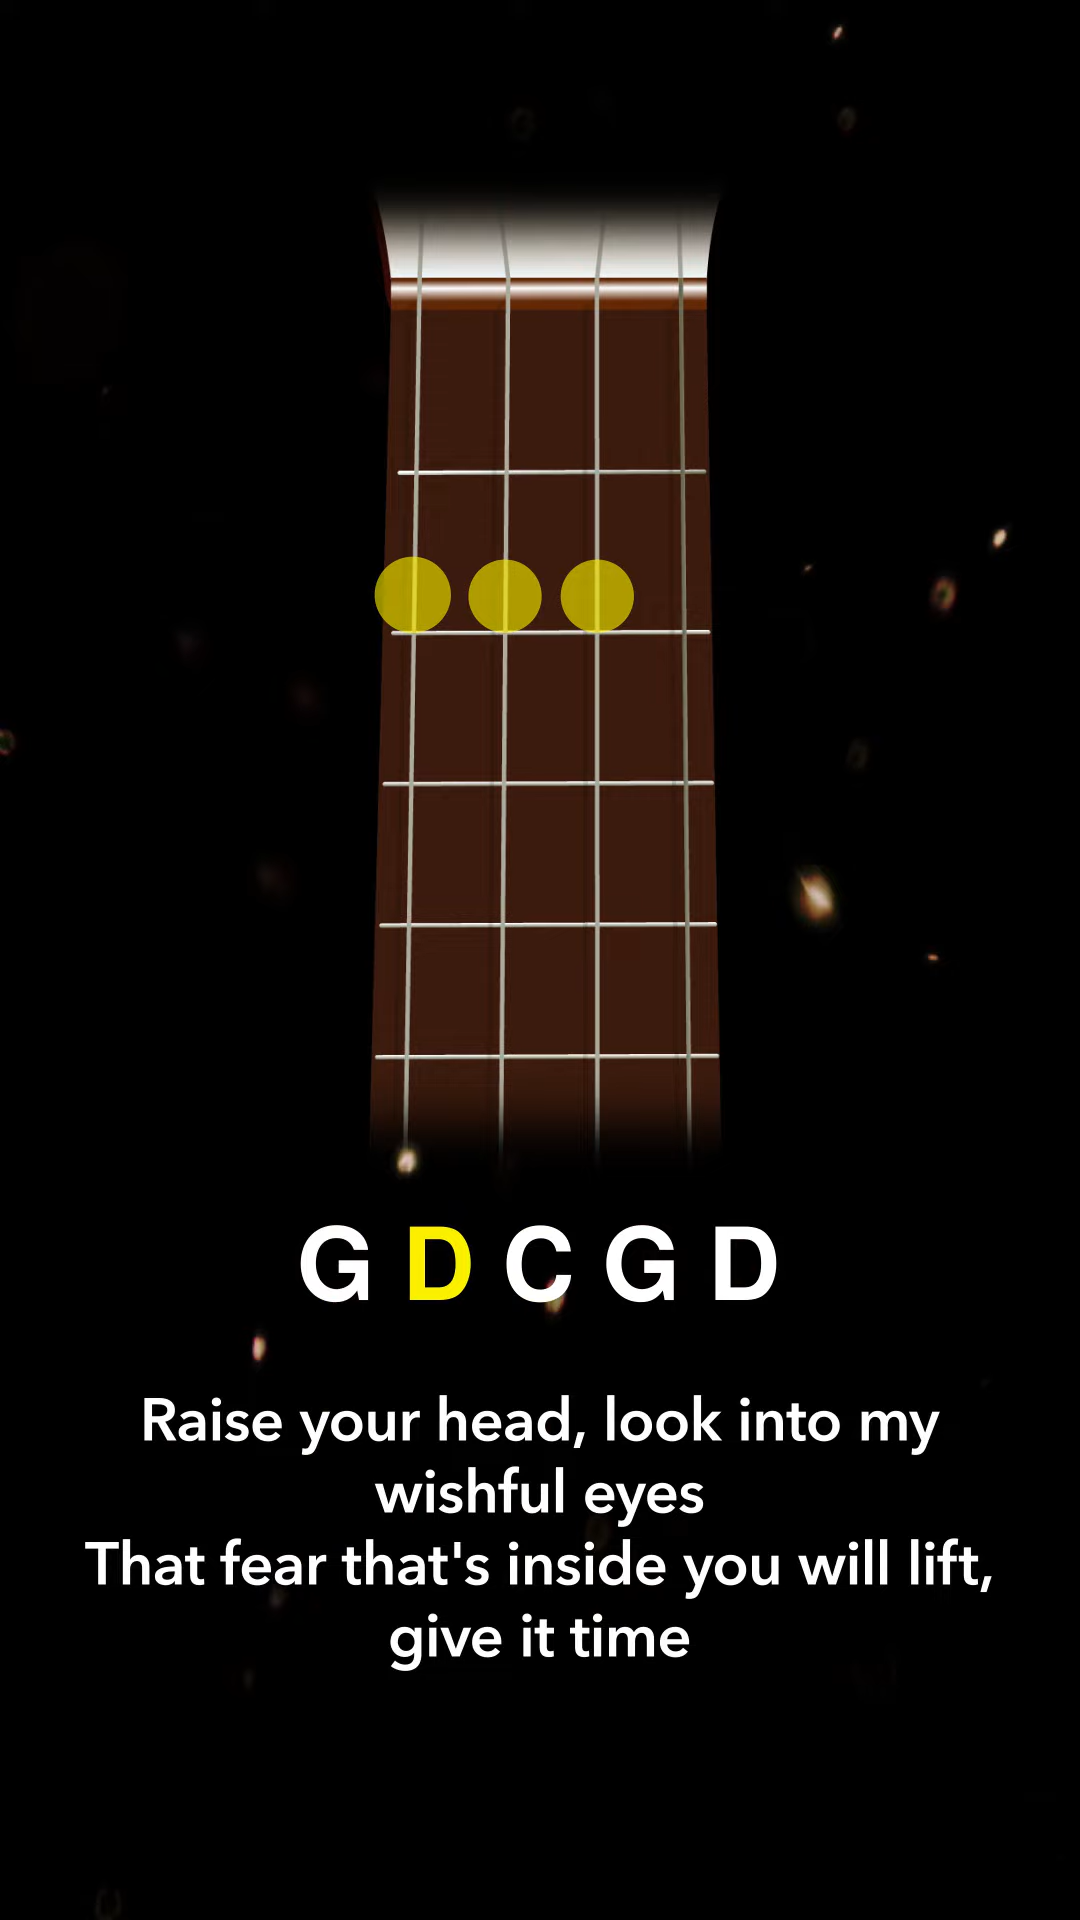 G D C G D
Raise your head, look into my
wishful eyes
That fear that's inside you will lift,
give it time